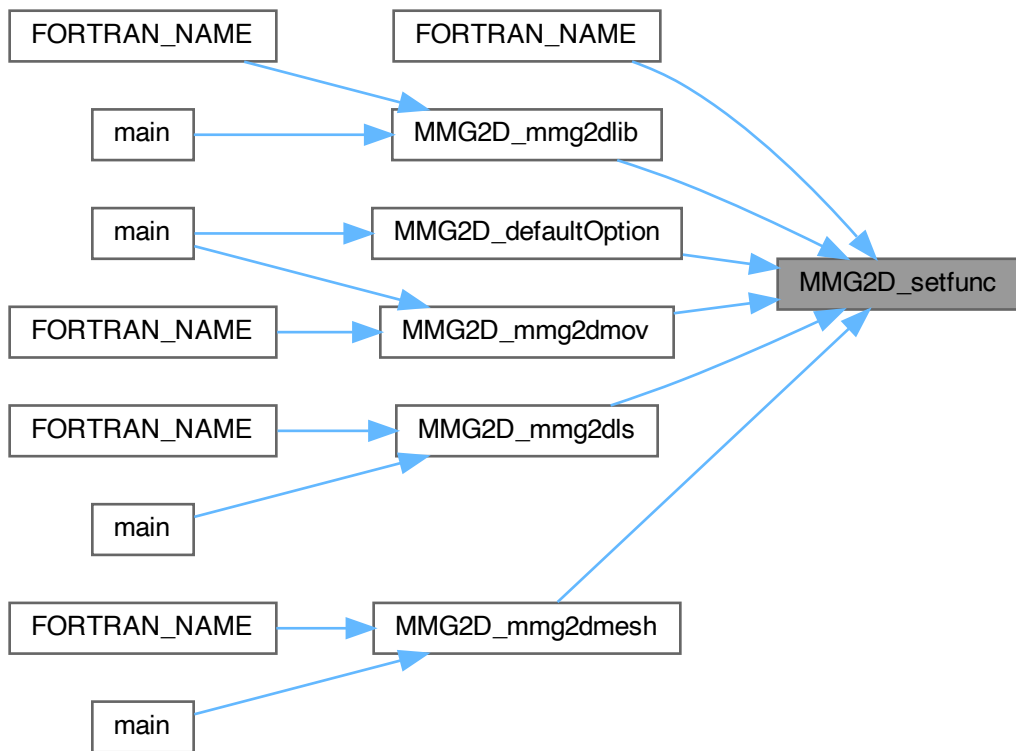 FORTRAN_NAME
FORTRAN_NAME
main
MMG2D_mmg2dlib
main
MMG2D_defaultOption
MMG2D_setfunc
FORTRAN_NAME
MMG2D_mmg2dmov
FORTRAN_NAME
MMG2D_mmg2dls
main
FORTRAN_NAME
MMG2D_mmg2dmesh
main